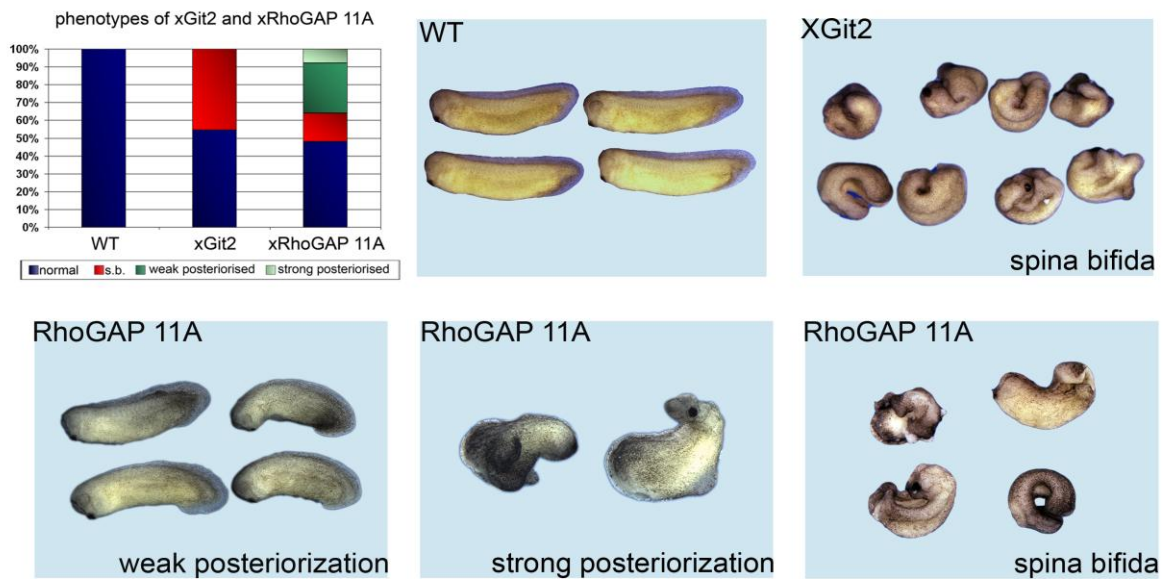 phenotypes of xGit2 and xRhoGAP 11A
100%
90%
80%
70%
60%
50%
40%
30%
20%
10%
0%
WT xGit2 xRhoGAP 11A
normal s.b. weak posteriorised strong posteriorised
WT
XGit2
spina bifida
RhoGAP 11A
weak posteriorization
RhoGAP 11A
strong posteriorization
RhoGAP 11A
spina bifida